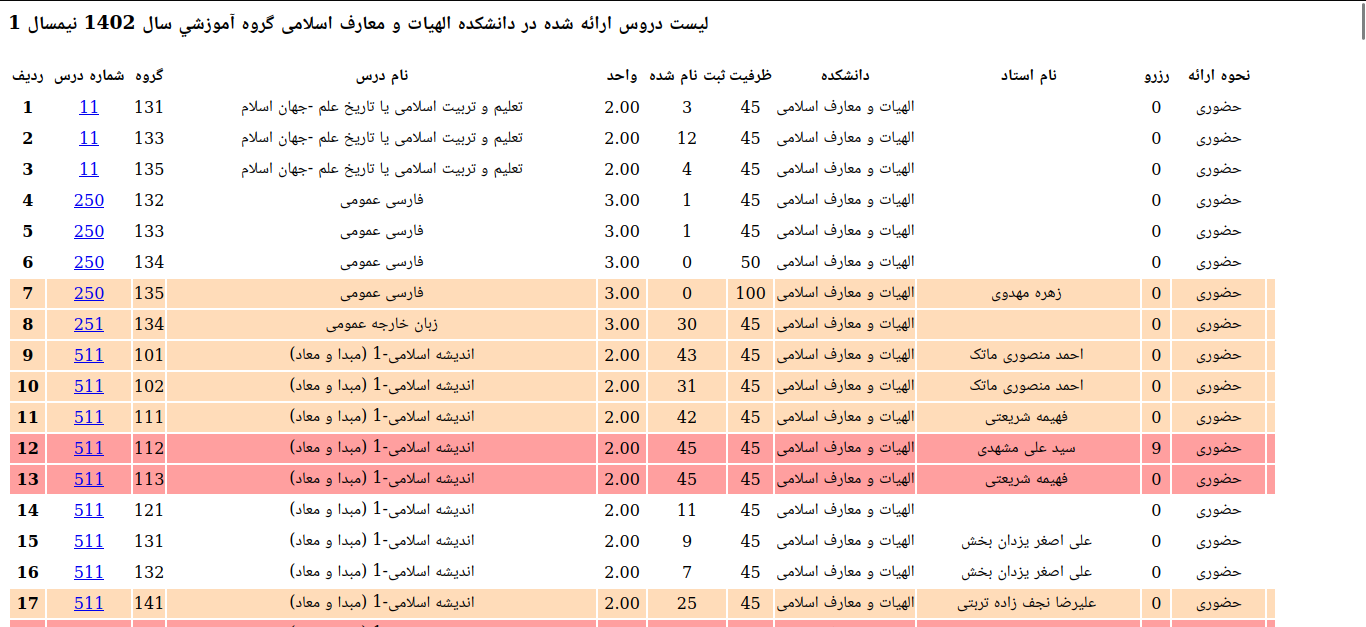 لیست دروس ارائه شده در دانشکده الهیات و معارف اسلامی گروه آموزشي سال 1402 نیمسال 1
ردیف شماره درس گروه نام درس واحد ثبت نام شده ظرفیت دانشکده نام استاد رزرو نحوه ارائه
1 11 131 تعلیم و تربیت اسلامی یا تاریخ علم -جهان اسلام 2.00 3 45 الهیات و معارف اسلامی 0 حضوری
2 11 133 تعلیم و تربیت اسلامی یا تاریخ علم -جهان اسلام 2.00 12 45 الهیات و معارف اسلامی 0 حضوری
3 11 135 تعلیم و تربیت اسلامی یا تاریخ علم -جهان اسلام 2.00 4 45 الهیات و معارف اسلامی 0 حضوری
4 250 132 فارسی عمومی 3.00 1 45 الهیات و معارف اسلامی 0 حضوری
5 250 133 فارسی عمومی 3.00 1 45 الهیات و معارف اسلامی 0 حضوری
6 250 134 فارسی عمومی 3.00 0 50 الهیات و معارف اسلامی 0 حضوری
7 250 135 فارسی عمومی 3.00 0 100 الهیات و معارف اسلامی زهره مهدوی 0 حضوری
8 251 134 زبان خارجه عمومی 3.00 30 45 الهیات و معارف اسلامی 0 حضوری
9 511 101 اندیشه اسلامی-1 (مبدا و معاد) 2.00 43 45 الهیات و معارف اسلامی احمد منصوری ماتک 0 حضوری
10 511 102 اندیشه اسلامی-1 (مبدا و معاد) 2.00 31 45 الهیات و معارف اسلامی احمد منصوری ماتک 0 حضوری
11 511 111 اندیشه اسلامی-1 (مبدا و معاد) 2.00 42 45 الهیات و معارف اسلامی فهیمه شریعتی 0 حضوری
12 511 112 اندیشه اسلامی-1 (مبدا و معاد) 2.00 45 45 الهیات و معارف اسلامی سید علی مشهدی 9 حضوری
13 511 113 اندیشه اسلامی-1 (مبدا و معاد) 2.00 45 45 الهیات و معارف اسلامی فهیمه شریعتی 0 حضوری
14 511 121 اندیشه اسلامی-1 (مبدا و معاد) 2.00 11 45 الهیات و معارف اسلامی 0 حضوری
15 511 131 اندیشه اسلامی-1 (مبدا و معاد) 2.00 9 45 الهیات و معارف اسلامی علی اصغر یزدان بخش 0 حضوری
16 511 132 اندیشه اسلامی-1 (مبدا و معاد) 2.00 7 45 الهیات و معارف اسلامی علی اصغر یزدان بخش 0 حضوری
17 511 141 اندیشه اسلامی-1 (مبدا و معاد) 2.00 25 45 الهیات و معارف اسلامی علیرضا نجف زاده تربتی 0 حضوری